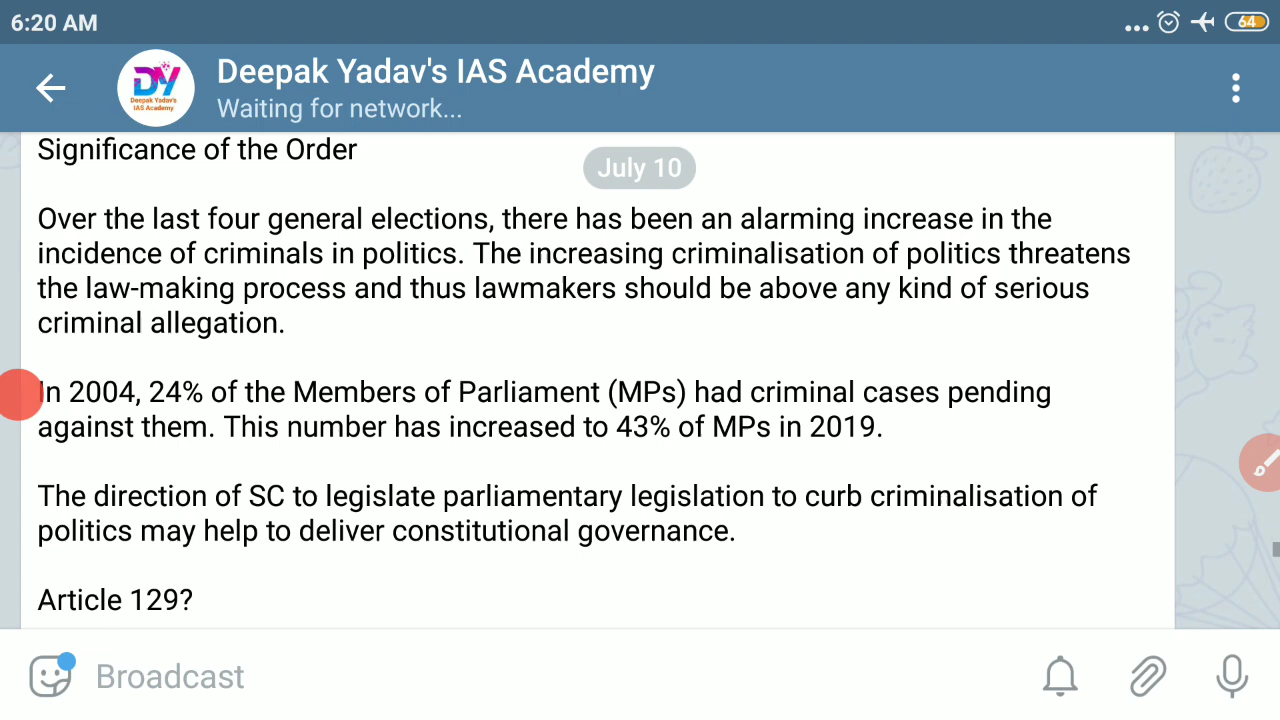 6:20 AM
64
DY
Deepak Yadav's
IAS Academy
Deepak Yadav's IAS Academy
Waiting for network...
Significance of the Order
July 10
Over the last four general elections, there has been an alarming increase in the
incidence of criminals in politics. The increasing criminalisation of politics threatens
the law-making process and thus lawmakers should be above any kind of serious
criminal allegation.
In 2004, 24% of the Members of Parliament (MPs) had criminal cases pending
against them. This number has increased to 43% of MPs in 2019.
The direction of SC to legislate parliamentary legislation to curb criminalisation of
politics may help to deliver constitutional governance.
Article 129?
Broadcast